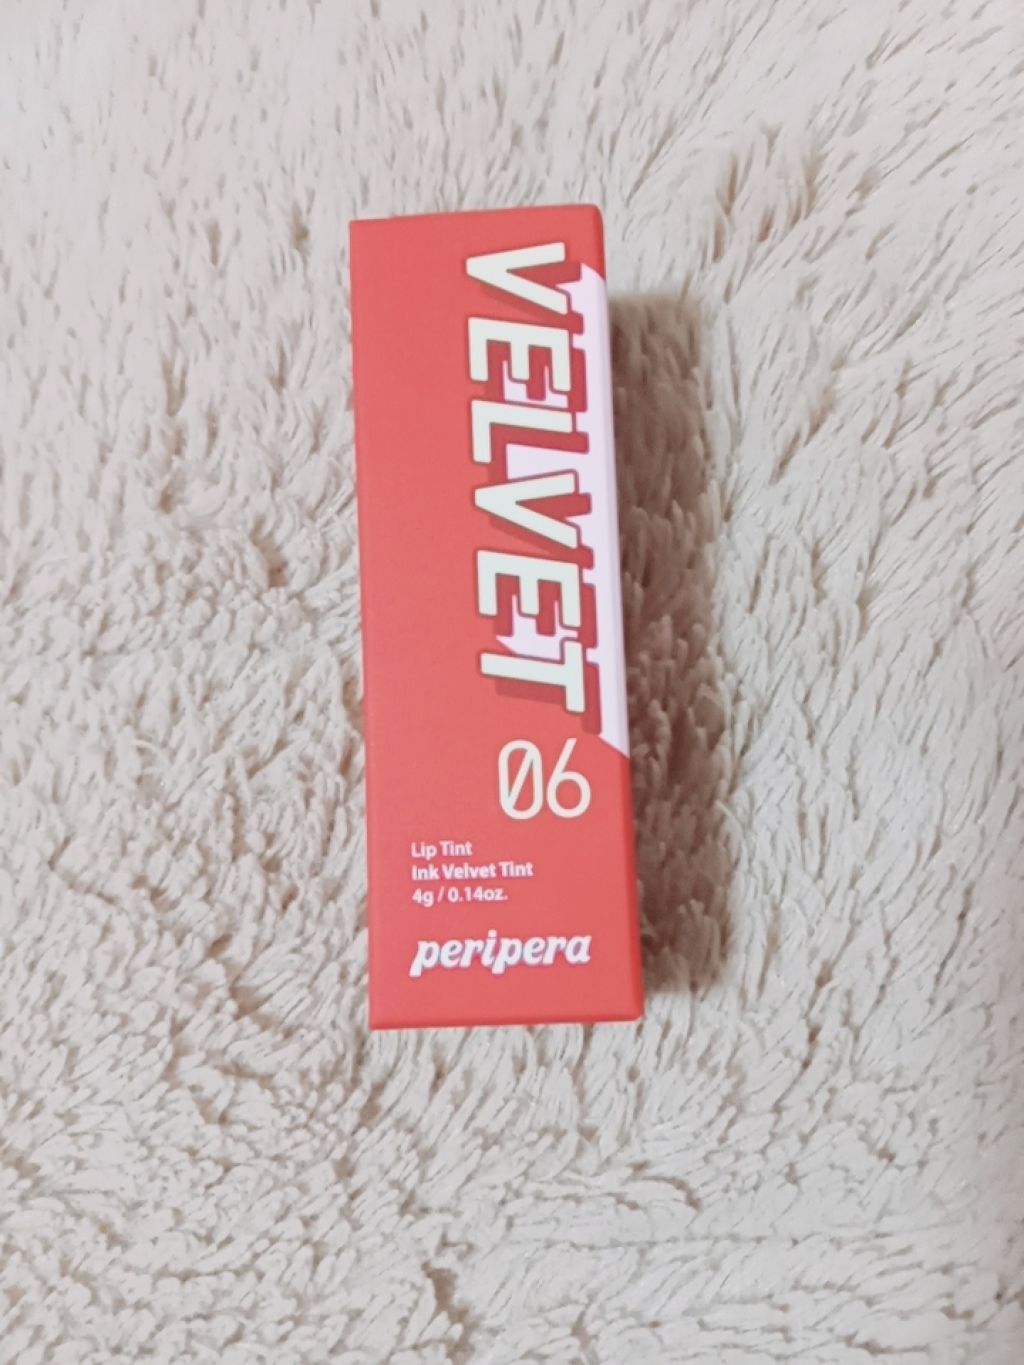 VELVET
06
Lip Tint
Ink Velvet Tint
4g / 0.14oz.
peripera